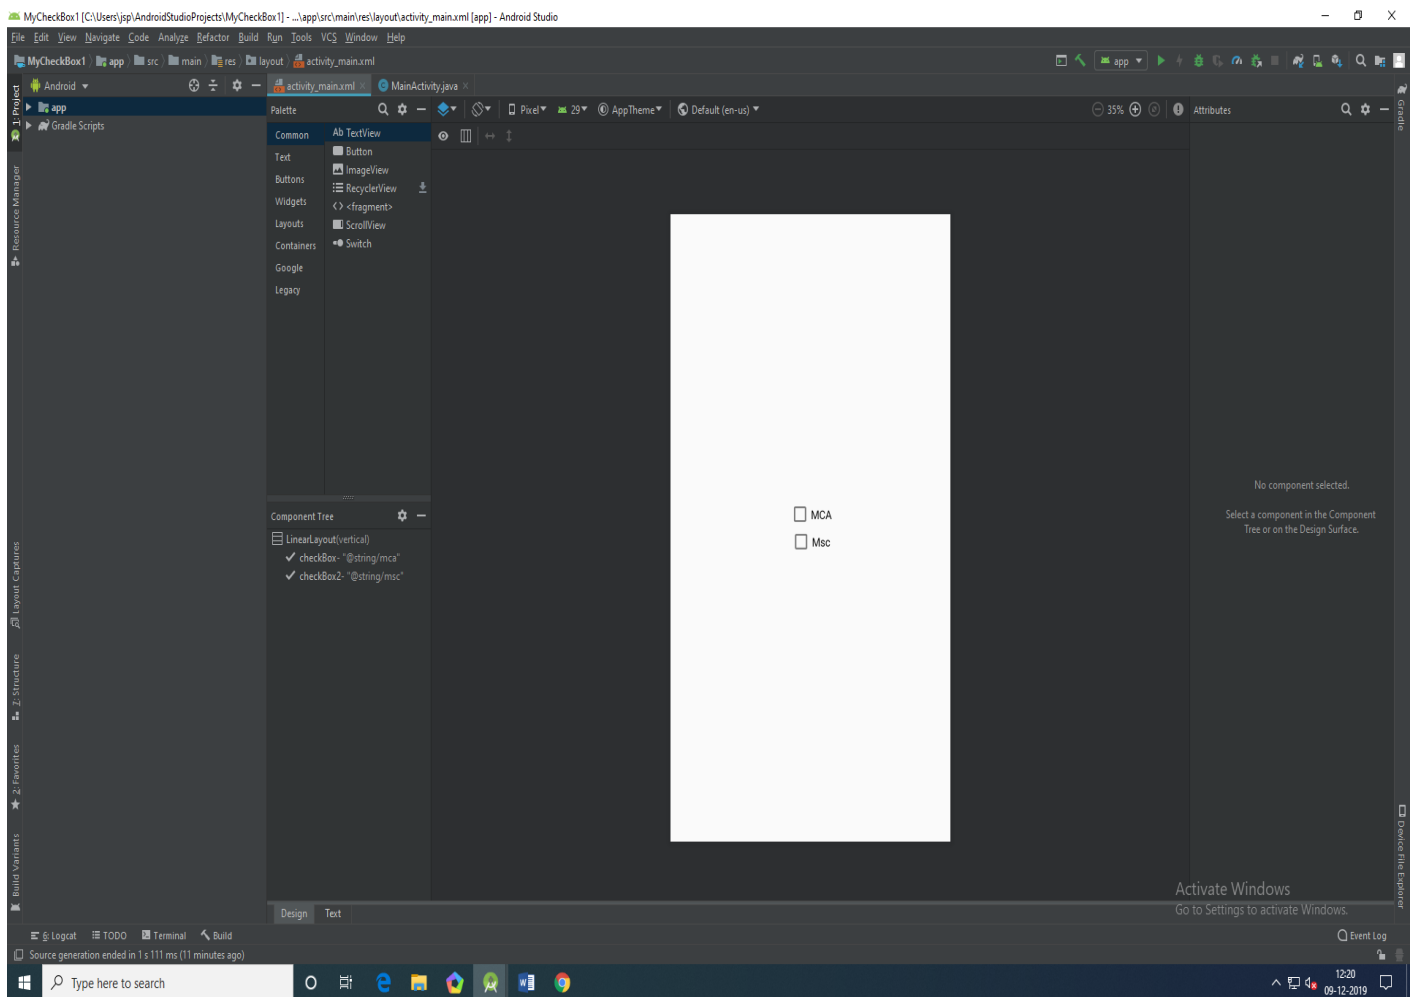 MyCheckBox1 [C:\Users\jsp\AndroidStudioProjects\MyCheckBox1] - ...\app\src\main\res\layout\activity_main.xml [app] - Android Studio
File Edit View Navigate Code Analyze Refactor Build Run Tools VCS Window Help
MyCheckBox1 app src main res layout activity_main.xml
app
Android
activity_main.xml
MainActivity.java
1: Project
app
Gradle Scripts
Resource Manager
Layout Captures
7: Structure
2: Favorites
Build Variants
Palette
Common
Text
Buttons
Widgets
Layouts
Containers
Google
Legacy
Ab TextView
Button
ImageView
RecyclerView
<fragment>
ScrollView
Switch
Pixel 29 AppTheme Default (en-us)
35%
Attributes
Gradle
Component Tree
LinearLayout(vertical)
checkBox- "@string/mca"
checkBox2- "@string/msc"
MCA
Msc
No component selected.
Select a component in the Component
Tree or on the Design Surface.
Device File Explorer
Activate Windows
Go to Settings to activate Windows.
Design Text
6: Logcat TODO Terminal Build
Event Log
Source generation ended in 1 s 111 ms (11 minutes ago)
Type here to search
12:20
09-12-2019